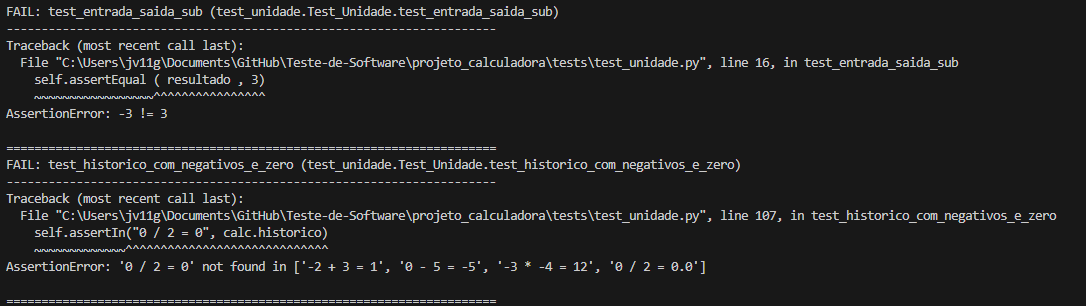 FAIL: test_entrada_saida_sub (test_unidade.Test_Unidade.test_entrada_saida_sub)
----------------------------------------------------------------------
Traceback (most recent call last):
  File "C:\Users\jv11g\Documents\GitHub\Teste-de-Software\projeto_calculadora\tests\test_unidade.py", line 16, in test_entrada_saida_sub
    self.assertEqual ( resultado , 3)
    ~~~~~~~~~~~~~~~~~^^^^^^^^^^^^^^^^
AssertionError: -3 != 3

======================================================================
FAIL: test_historico_com_negativos_e_zero (test_unidade.Test_Unidade.test_historico_com_negativos_e_zero)
----------------------------------------------------------------------
Traceback (most recent call last):
  File "C:\Users\jv11g\Documents\GitHub\Teste-de-Software\projeto_calculadora\tests\test_unidade.py", line 107, in test_historico_com_negativos_e_zero
    self.assertIn("0 / 2 = 0", calc.historico)
    ~~~~~~~~~~~~~^^^^^^^^^^^^^^^^^^^^^^^^^^^^^
AssertionError: '0 / 2 = 0' not found in ['-2 + 3 = 1', '0 - 5 = -5', '-3 * -4 = 12', '0 / 2 = 0.0']

======================================================================